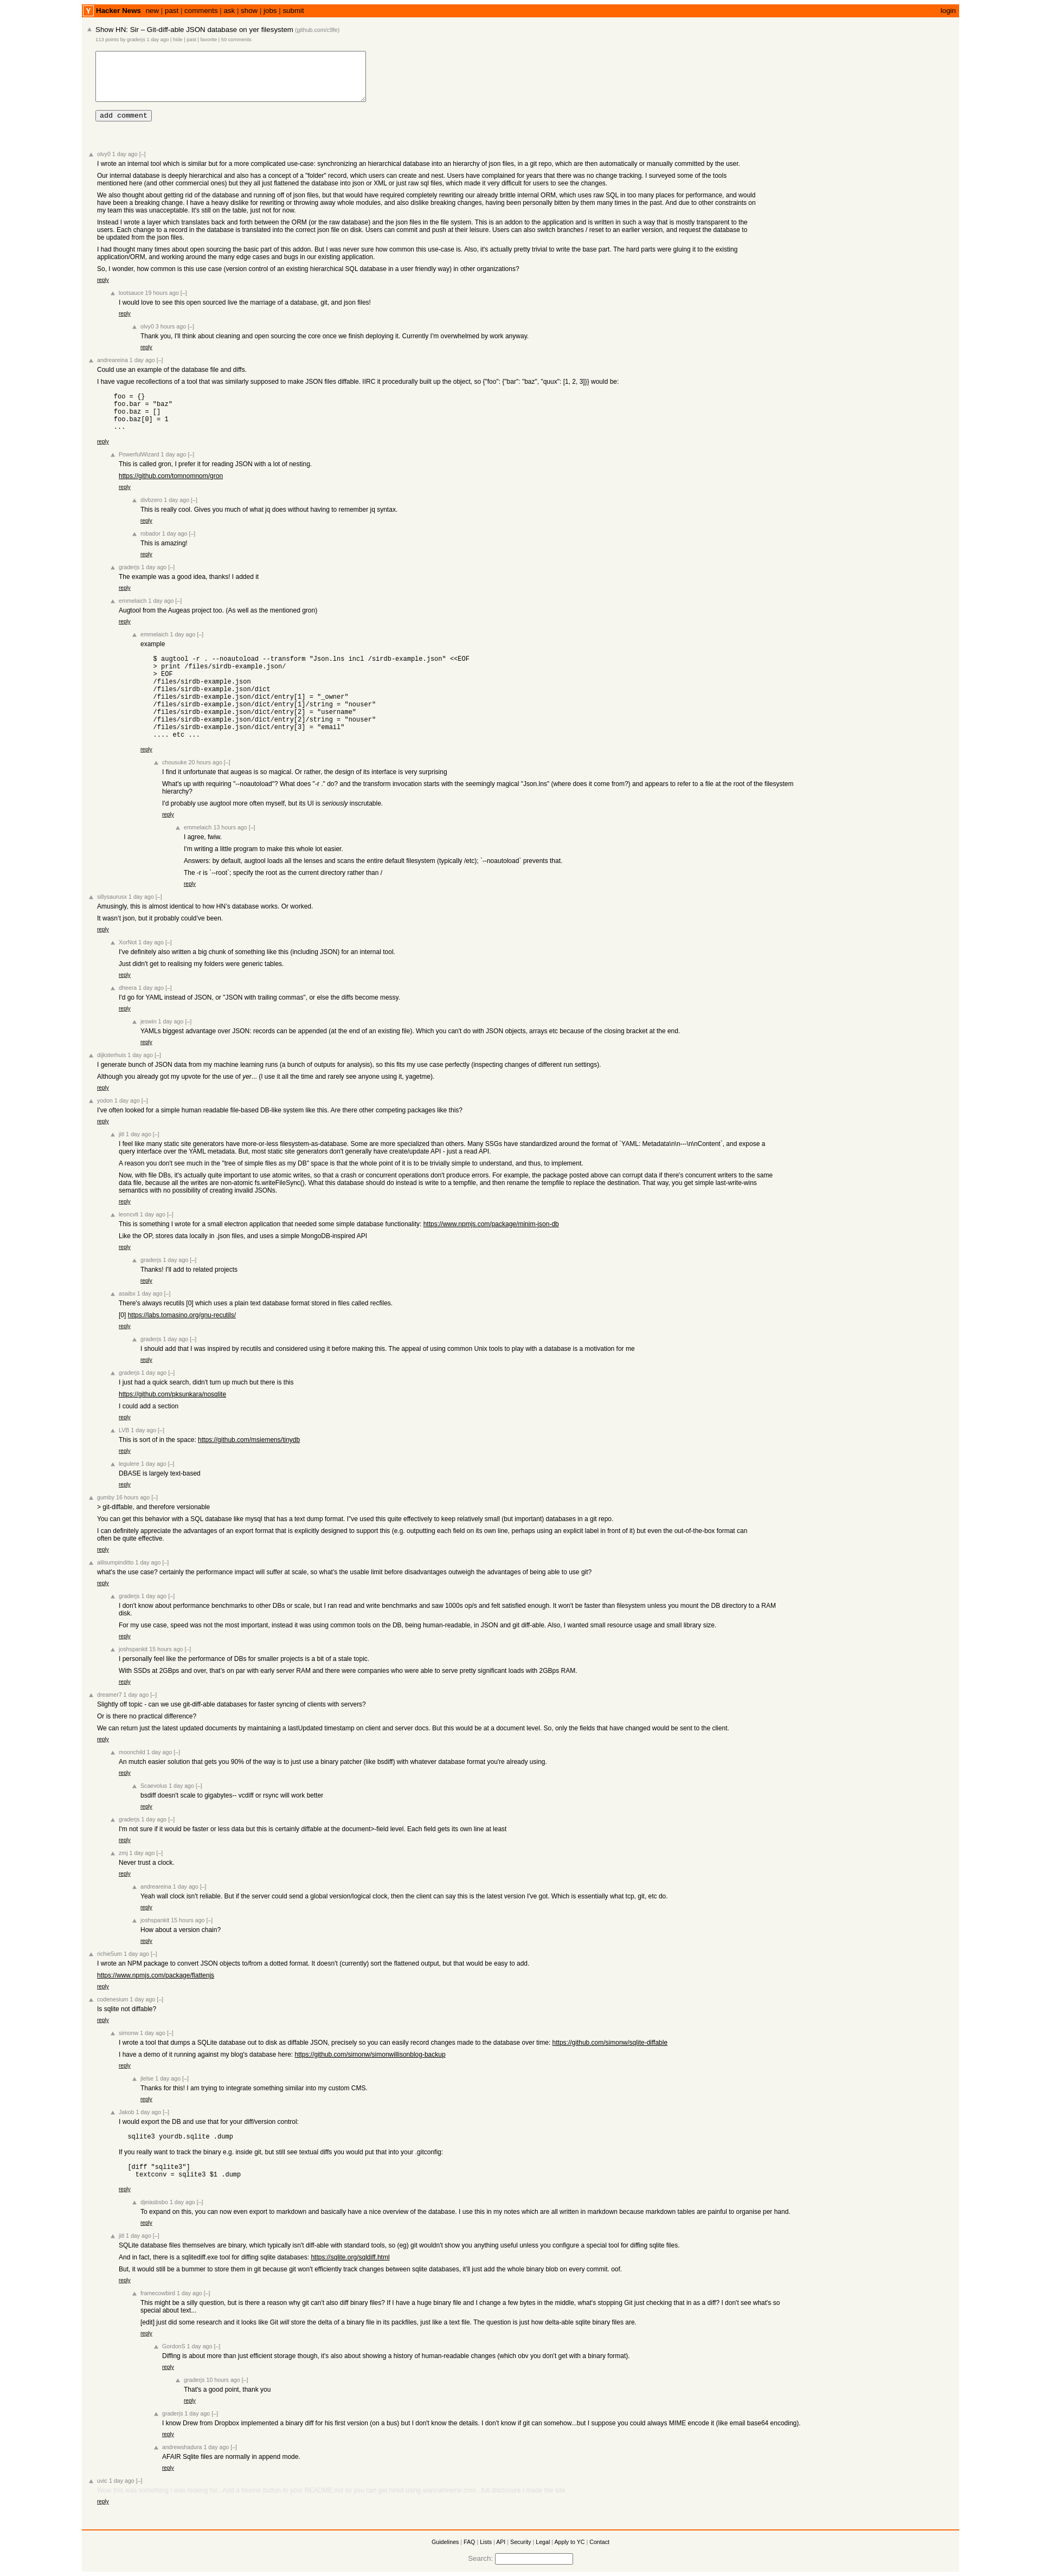 Y Hacker News new | past | comments | ask | show | jobs | submit login
Show HN: Sir – Git-diff-able JSON database on yer filesystem (github.com/c9fe)
113 points by graderjs 1 day ago | hide | past | favorite | 50 comments
add comment
olvy0 1 day ago [–]
I wrote an internal tool which is similar but for a more complicated use-case: synchronizing an hierarchical database into an hierarchy of json files, in a git repo, which are then automatically or manually committed by the user.
Our internal database is deeply hierarchical and also has a concept of a "folder" record, which users can create and nest. Users have complained for years that there was no change tracking. I surveyed some of the tools
mentioned here (and other commercial ones) but they all just flattened the database into json or XML or just raw sql files, which made it very difficult for users to see the changes.
We also thought about getting rid of the database and running off of json files, but that would have required completely rewriting our already brittle internal ORM, which uses raw SQL in too many places for performance, and would
have been a breaking change. I have a heavy dislike for rewriting or throwing away whole modules, and also dislike breaking changes, having been personally bitten by them many times in the past. And due to other constraints on
my team this was unacceptable. It's still on the table, just not for now.
Instead I wrote a layer which translates back and forth between the ORM (or the raw database) and the json files in the file system. This is an addon to the application and is written in such a way that is mostly transparent to the
users. Each change to a record in the database is translated into the correct json file on disk. Users can commit and push at their leisure. Users can also switch branches / reset to an earlier version, and request the database to
be updated from the json files.
I had thought many times about open sourcing the basic part of this addon. But I was never sure how common this use-case is. Also, it's actually pretty trivial to write the base part. The hard parts were gluing it to the existing
application/ORM, and working around the many edge cases and bugs in our existing application.
So, I wonder, how common is this use case (version control of an existing hierarchical SQL database in a user friendly way) in other organizations?
reply
lootsauce 19 hours ago [–]
I would love to see this open sourced live the marriage of a database, git, and json files!
reply
olvy0 3 hours ago [–]
Thank you, I'll think about cleaning and open sourcing the core once we finish deploying it. Currently I'm overwhelmed by work anyway.
reply
andreareina 1 day ago [–]
Could use an example of the database file and diffs.
I have vague recollections of a tool that was similarly supposed to make JSON files diffable. IIRC it procedurally built up the object, so {"foo": {"bar": "baz", "quux": [1, 2, 3]}} would be:
foo = {}
foo.bar = "baz"
foo.baz = []
foo.baz[0] = 1
...
reply
PowerfulWizard 1 day ago [–]
This is called gron, I prefer it for reading JSON with a lot of nesting.
https://github.com/tomnomnom/gron
reply
divbzero 1 day ago [–]
This is really cool. Gives you much of what jq does without having to remember jq syntax.
reply
robador 1 day ago [–]
This is amazing!
reply
graderjs 1 day ago [–]
The example was a good idea, thanks! I added it
reply
emmelaich 1 day ago [–]
Augtool from the Augeas project too. (As well as the mentioned gron)
reply
emmelaich 1 day ago [–]
example
$ augtool -r . --noautoload --transform "Json.lns incl /sirdb-example.json" <<EOF
> print /files/sirdb-example.json/
> EOF
/files/sirdb-example.json
/files/sirdb-example.json/dict
/files/sirdb-example.json/dict/entry[1] = "_owner"
/files/sirdb-example.json/dict/entry[1]/string = "nouser"
/files/sirdb-example.json/dict/entry[2] = "username"
/files/sirdb-example.json/dict/entry[2]/string = "nouser"
/files/sirdb-example.json/dict/entry[3] = "email"
.... etc ...
reply
chousuke 20 hours ago [–]
I find it unfortunate that augeas is so magical. Or rather, the design of its interface is very surprising
What's up with requiring "--noautoload"? What does "-r ." do? and the transform invocation starts with the seemingly magical "Json.lns" (where does it come from?) and appears to refer to a file at the root of the filesystem
hierarchy?
I'd probably use augtool more often myself, but its UI is seriously inscrutable.
reply
emmelaich 13 hours ago [–]
I agree, fwiw.
I'm writing a little program to make this whole lot easier.
Answers: by default, augtool loads all the lenses and scans the entire default filesystem (typically /etc); `--noautoload` prevents that.
The -r is `--root`; specify the root as the current directory rather than /
reply
sillysaurusx 1 day ago [–]
Amusingly, this is almost identical to how HN's database works. Or worked.
It wasn't json, but it probably could've been.
reply
XorNot 1 day ago [–]
I've definitely also written a big chunk of something like this (including JSON) for an internal tool.
Just didn't get to realising my folders were generic tables.
reply
dheera 1 day ago [–]
I'd go for YAML instead of JSON, or "JSON with trailing commas", or else the diffs become messy.
reply
jeswin 1 day ago [–]
YAMLs biggest advantage over JSON: records can be appended (at the end of an existing file). Which you can't do with JSON objects, arrays etc because of the closing bracket at the end.
reply
dijksterhuis 1 day ago [–]
I generate bunch of JSON data from my machine learning runs (a bunch of outputs for analysis), so this fits my use case perfectly (inspecting changes of different run settings).
Although you already got my upvote for the use of yer... (I use it all the time and rarely see anyone using it, yagetme).
reply
yodon 1 day ago [–]
I've often looked for a simple human readable file-based DB-like system like this. Are there other competing packages like this?
reply
jitl 1 day ago [–]
I feel like many static site generators have more-or-less filesystem-as-database. Some are more specialized than others. Many SSGs have standardized around the format of `YAML: Metadata\n\n---\n\nContent`, and expose a
query interface over the YAML metadata. But, most static site generators don't generally have create/update API - just a read API.
A reason you don't see much in the "tree of simple files as my DB" space is that the whole point of it is to be trivially simple to understand, and thus, to implement.
Now, with file DBs, it's actually quite important to use atomic writes, so that a crash or concurrent operations don't produce errors. For example, the package posted above can corrupt data if there's concurrent writers to the same
data file, because all the writes are non-atomic fs.writeFileSync(). What this database should do instead is write to a tempfile, and then rename the tempfile to replace the destination. That way, you get simple last-write-wins
semantics with no possibility of creating invalid JSONs.
reply
leoncvlt 1 day ago [–]
This is something I wrote for a small electron application that needed some simple database functionality: https://www.npmjs.com/package/minim-json-db
Like the OP, stores data locally in .json files, and uses a simple MongoDB-inspired API
reply
graderjs 1 day ago [–]
Thanks! I'll add to related projects
reply
asaibx 1 day ago [–]
There's always recutils [0] which uses a plain text database format stored in files called recfiles.
[0] https://labs.tomasino.org/gnu-recutils/
reply
graderjs 1 day ago [–]
I should add that I was inspired by recutils and considered using it before making this. The appeal of using common Unix tools to play with a database is a motivation for me
reply
graderjs 1 day ago [–]
I just had a quick search, didn't turn up much but there is this
https://github.com/pksunkara/nosqlite
I could add a section
reply
LVB 1 day ago [–]
This is sort of in the space: https://github.com/msiemens/tinydb
reply
legulere 1 day ago [–]
DBASE is largely text-based
reply
gumby 16 hours ago [–]
> git-diffable, and therefore versionable
You can get this behavior with a SQL database like mysql that has a text dump format. I"ve used this quite effectively to keep relatively small (but important) databases in a git repo.
I can definitely appreciate the advantages of an export format that is explicitly designed to support this (e.g. outputting each field on its own line, perhaps using an explicit label in front of it) but even the out-of-the-box format can
often be quite effective.
reply
allsumpinditto 1 day ago [–]
what's the use case? certainly the performance impact will suffer at scale, so what's the usable limit before disadvantages outweigh the advantages of being able to use git?
reply
graderjs 1 day ago [–]
I don't know about performance benchmarks to other DBs or scale, but I ran read and write benchmarks and saw 1000s op/s and felt satisfied enough. It won't be faster than filesystem unless you mount the DB directory to a RAM
disk.
For my use case, speed was not the most important, instead it was using common tools on the DB, being human-readable, in JSON and git diff-able. Also, I wanted small resource usage and small library size.
reply
joshspankit 15 hours ago [–]
I personally feel like the performance of DBs for smaller projects is a bit of a stale topic.
With SSDs at 2GBps and over, that's on par with early server RAM and there were companies who were able to serve pretty significant loads with 2GBps RAM.
reply
dreamer7 1 day ago [–]
Slightly off topic - can we use git-diff-able databases for faster syncing of clients with servers?
Or is there no practical difference?
We can return just the latest updated documents by maintaining a lastUpdated timestamp on client and server docs. But this would be at a document level. So, only the fields that have changed would be sent to the client.
reply
moonchild 1 day ago [–]
An mutch easier solution that gets you 90% of the way is to just use a binary patcher (like bsdiff) with whatever database format you're already using.
reply
Scaevolus 1 day ago [–]
bsdiff doesn't scale to gigabytes-- vcdiff or rsync will work better
reply
graderjs 1 day ago [–]
I'm not sure if it would be faster or less data but this is certainly diffable at the document>-field level. Each field gets its own line at least
reply
zmj 1 day ago [–]
Never trust a clock.
reply
andreareina 1 day ago [–]
Yeah wall clock isn't reliable. But if the server could send a global version/logical clock, then the client can say this is the latest version I've got. Which is essentially what tcp, git, etc do.
reply
joshspankit 15 hours ago [–]
How about a version chain?
reply
richie5um 1 day ago [–]
I wrote an NPM package to convert JSON objects to/from a dotted format. It doesn't (currently) sort the flattened output, but that would be easy to add.
https://www.npmjs.com/package/flattenjs
reply
codenesium 1 day ago [–]
Is sqlite not diffable?
reply
simonw 1 day ago [–]
I wrote a tool that dumps a SQLite database out to disk as diffable JSON, precisely so you can easily record changes made to the database over time: https://github.com/simonw/sqlite-diffable
I have a demo of it running against my blog's database here: https://github.com/simonw/simonwillisonblog-backup
reply
jlelse 1 day ago [–]
Thanks for this! I am trying to integrate something similar into my custom CMS.
reply
Jakob 1 day ago [–]
I would export the DB and use that for your diff/version control:
sqlite3 yourdb.sqlite .dump
If you really want to track the binary e.g. inside git, but still see textual diffs you would put that into your .gitconfig:
[diff "sqlite3"]
textconv = sqlite3 $1 .dump
reply
djeiasbsbo 1 day ago [–]
To expand on this, you can now even export to markdown and basically have a nice overview of the database. I use this in my notes which are all written in markdown because markdown tables are painful to organise per hand.
reply
jitl 1 day ago [–]
SQLite database files themselves are binary, which typically isn't diff-able with standard tools, so (eg) git wouldn't show you anything useful unless you configure a special tool for diffing sqlite files.
And in fact, there is a sqlitediff.exe tool for diffing sqlite databases: https://sqlite.org/sqldiff.html
But, it would still be a bummer to store them in git because git won't efficiently track changes between sqlite databases, it'll just add the whole binary blob on every commit. oof.
reply
framecowbird 1 day ago [–]
This might be a silly question, but is there a reason why git can't also diff binary files? If I have a huge binary file and I change a few bytes in the middle, what's stopping Git just checking that in as a diff? I don't see what's so
special about text...
[edit] just did some research and it looks like Git will store the delta of a binary file in its packfiles, just like a text file. The question is just how delta-able sqlite binary files are.
reply
GordonS 1 day ago [–]
Diffing is about more than just efficient storage though, it's also about showing a history of human-readable changes (which obv you don't get with a binary format).
reply
graderjs 10 hours ago [–]
That's a good point, thank you
reply
graderjs 1 day ago [–]
I know Drew from Dropbox implemented a binary diff for his first version (on a bus) but I don't know the details. I don't know if git can somehow...but I suppose you could always MIME encode it (like email base64 encoding).
reply
andrewshadura 1 day ago [–]
AFAIR Sqlite files are normally in append mode.
reply
uvic 1 day ago [–]
reply
Guidelines | FAQ | Lists | API | Security | Legal | Apply to YC | Contact
Search: